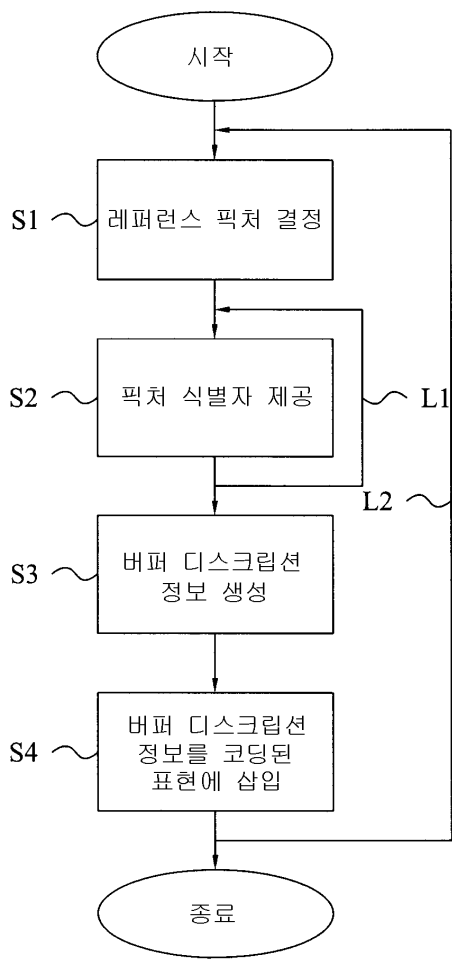 시작
S1
레퍼런스 픽처 결정
S2
픽처 식별자 제공
L1
L2
S3
버퍼 디스크립션
정보 생성
S4
버퍼 디스크립션
정보를 코딩된
표현에 삽입
종료